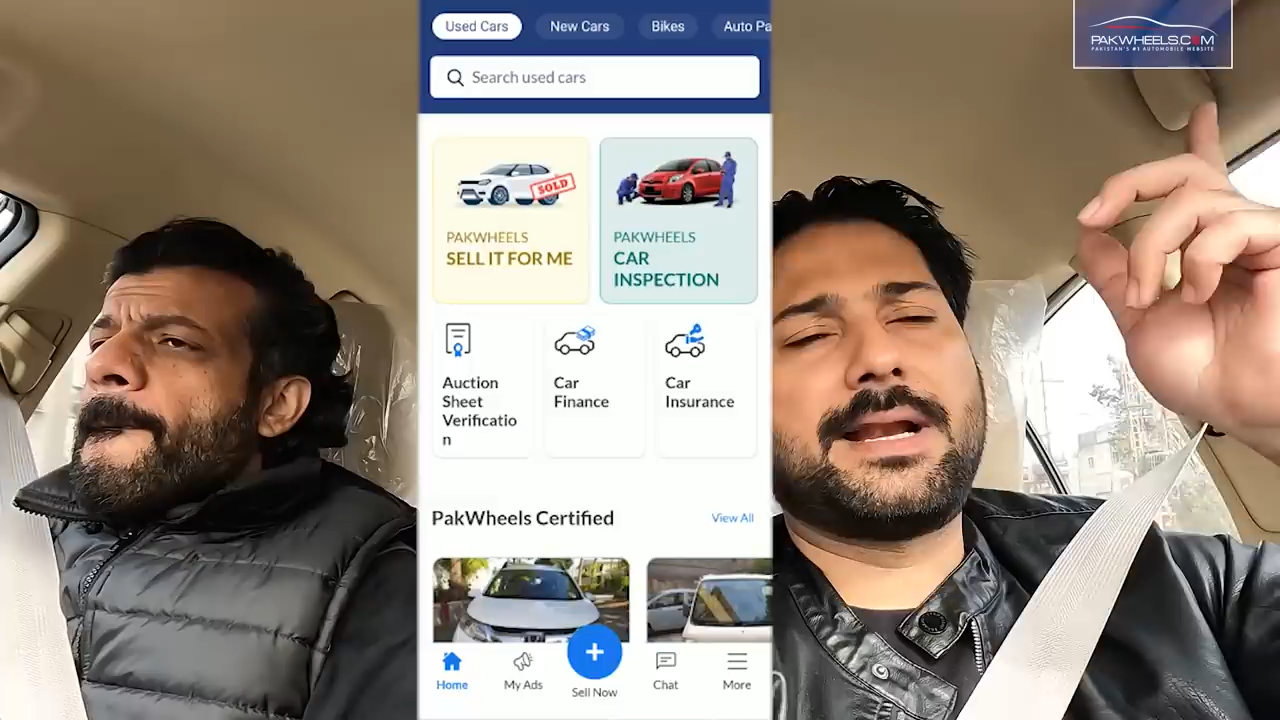 Used Cars
New Cars
Bikes
Auto Pa
Search used cars
SOLD
PAKWHEELS
SELL IT FOR ME
PAKWHEELS
CAR
INSPECTION
Auction
Sheet
Verificatio
n
Car
Finance
Car
Insurance
PakWheels Certified
View All
Home
My Ads
Sell Now
Chat
More
PAKWHEELS.COM
PAKISTAN'S #1 AUTOMOBILE WEBSITE